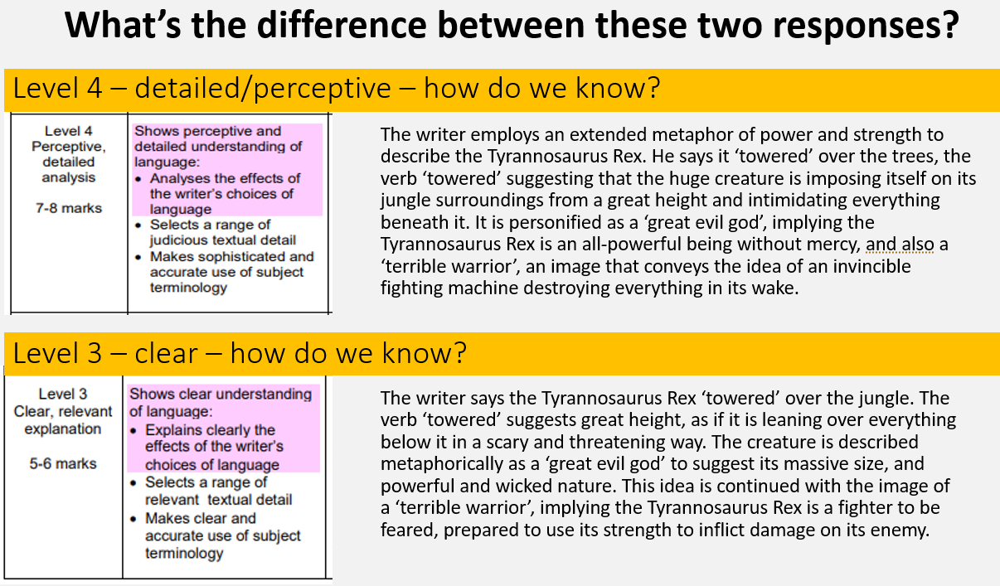 What's the difference between these two responses?
Level 4 – detailed/perceptive – how do we know?
Level 4
Perceptive,
detailed
analysis
7-8 marks
Shows perceptive and
detailed understanding of
language:
• Analyses the effects of
the writer's choices of
language
• Selects a range of
judicious textual detail
• Makes sophisticated and
accurate use of subject
terminology
The writer employs an extended metaphor of power and strength to
describe the Tyrannosaurus Rex. He says it 'towered' over the trees, the
verb 'towered' suggesting that the huge creature is imposing itself on its
jungle surroundings from a great height and intimidating everything
beneath it. It is personified as a 'great evil god', implying the
Tyrannosaurus Rex is an all-powerful being without mercy, and also a
'terrible warrior', an image that conveys the idea of an invincible
fighting machine destroying everything in its wake.
Level 3 – clear – how do we know?
Level 3
Clear, relevant
explanation
5-6 marks
Shows clear understanding
of language:
• Explains clearly the
effects of the writer's
choices of language
• Selects a range of
relevant textual detail
• Makes clear and
accurate use of subject
terminology
The writer says the Tyrannosaurus Rex 'towered' over the jungle. The
verb 'towered' suggests great height, as if it is leaning over everything
below it in a scary and threatening way. The creature is described
metaphorically as a 'great evil god' to suggest its massive size, and
powerful and wicked nature. This idea is continued with the image of
a 'terrible warrior', implying the Tyrannosaurus Rex is a fighter to be
feared, prepared to use its strength to inflict damage on its enemy.